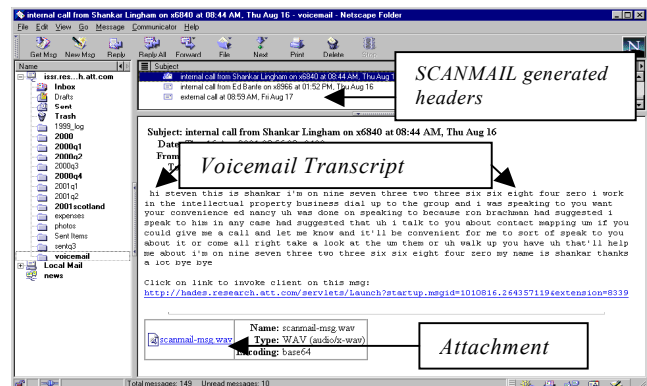 internal call from Shankar Lingham on x6840 at 08:44 AM, Thu Aug 16 - voicemail - Netscape Folder
File Edit View Go Message Communicator Help
Get Msg New Msg Reply Reply All Forward File Next Print Delete Stop
N
Name
Subject
issr.res...h.att.com
Inbox
Drafts
Sent
Trash
1999_log
2000
2000q1
2000q2
2000q3
2000q4
2001q1
2001q2
2001scotland
expenses
photos
Sent Items
sentq3
voicemail
Local Mail
news
internal call from Shankar Lingham on x6840 at 08:44 AM, Thu Aug 1
internal call from Ed Banfe on x8966 at 01:52 PM, Thu Aug 16
external call at 08:59 AM, Fri Aug 17
SCANMAIL generated
headers
Subject: internal call from Shankar Lingham on x6840 at 08:44 AM, Thu Aug 16
From
Voicemail Transcript
hi steven this is shankar i'm on nine seven three two three six six eight four zero i work
in the intellectual property business dial up to the group and i was speaking to you want
your convenience ed nancy uh was done on speaking to because ron brachman had suggested i
speak to him in any case had suggested that uh i talk to you about contact mapping um if you
could give me a call and let me know and it'll be convenient for me to sort of speak to you
about it or come all right take a look at the um them or uh walk up you have uh that'll help
me about i'm on nine seven three two three six six eight four zero my name is shankar thanks
a lot bye bye
Click on link to invoke client on this msg:
http://hades.research.att.com/servlets/Launch?startup.msgid=1010816.264357119&extension=8339
scanmail-msg.wav
Name: scanmail-msg.wav
Type: WAV (audio/x-wav)
Encoding: base64
Attachment
Total messages: 149 Unread messages: 10